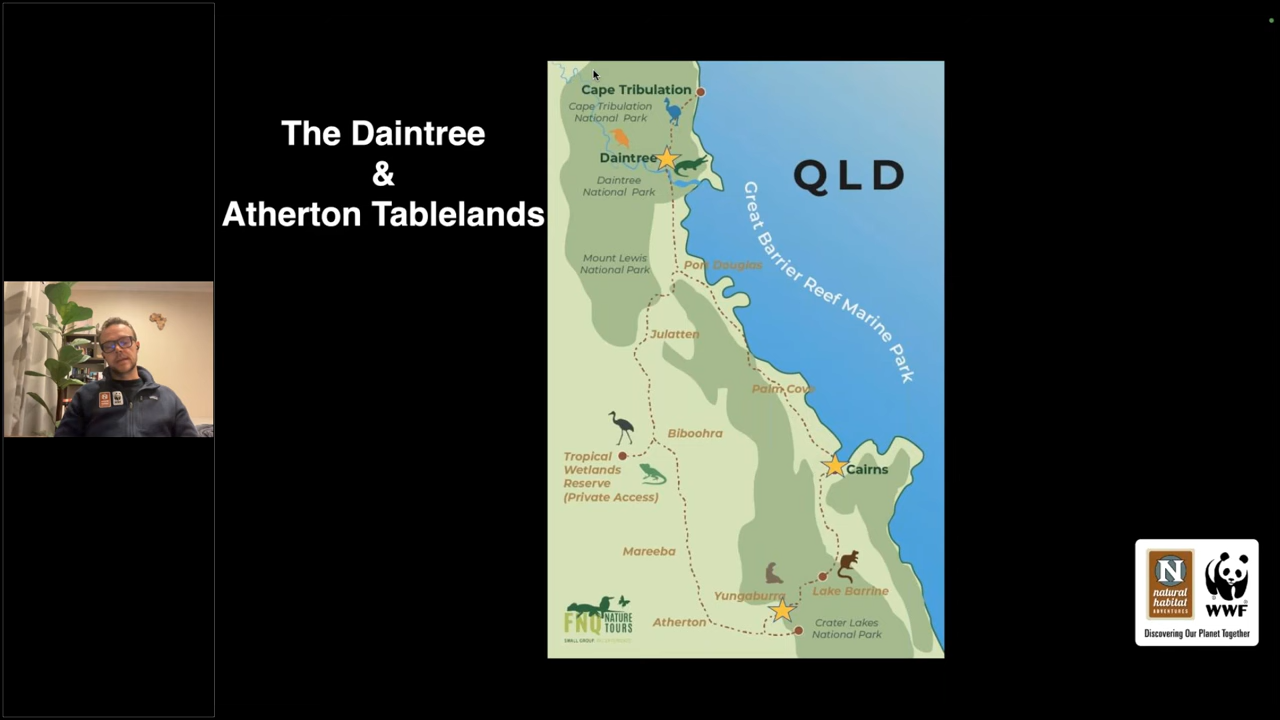 The Daintree
&
Atherton Tablelands
Cape Tribulation
Cape Tribulation
National Park
Daintree
Daintree
National Park
QLD
Great Barrier Reef Marine Park
Mount Lewis
National Park
Port Douglas
Julatten
Palm Cove
Biboohra
Tropical
Wetlands
Reserve
(Private Access)
Cairns
Mareeba
Yungaburra
Lake Barrine
Atherton
Crater Lakes
National Park
FNQ NATURE
TOURS
SMALL GROUP
N
natural
habitat
ADVENTURES
WWF
Discovering Our Planet Together